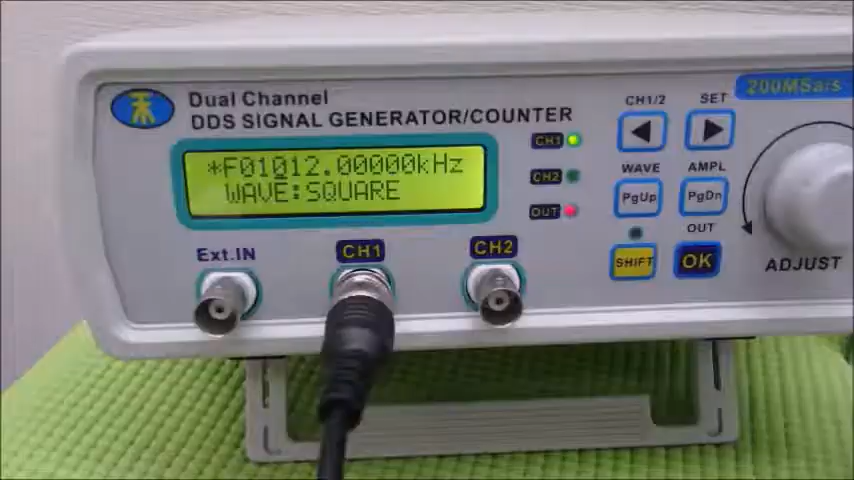 Dual Channel
DDS SIGNAL GENERATOR/COUNTER
200MSa/s
*F01012.00000kHz
WAVE:SQUARE
CH1
CH2
OUT
CH1/2
SET
WAVE
AMPL
PgUp
PgDn
OUT
SHIFT
OK
ADJUST
Ext.IN
CH1
CH2